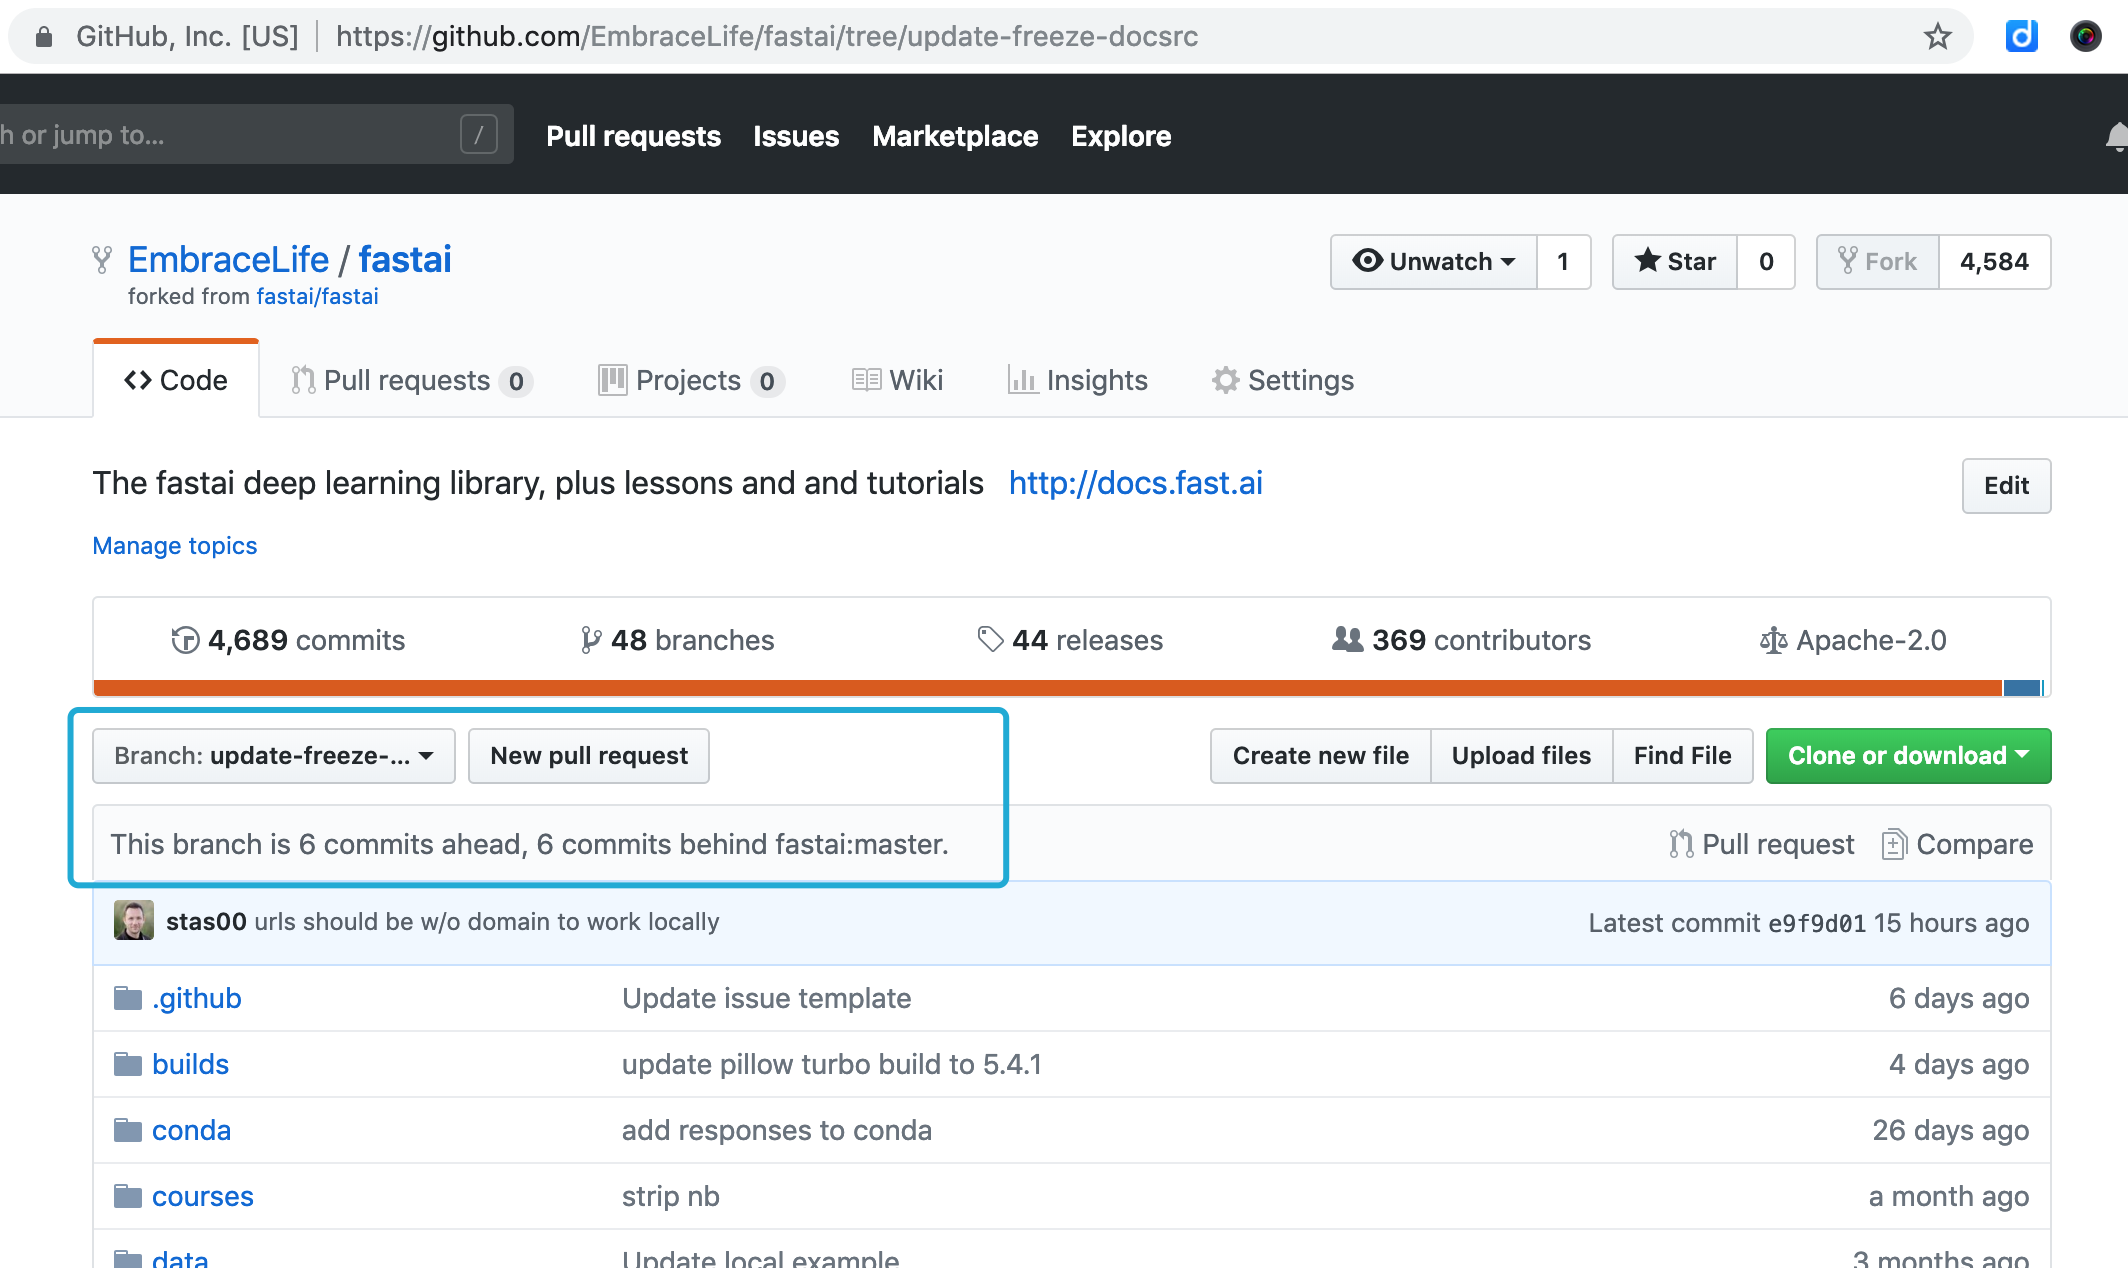 GitHub, Inc. [US] | https://github.com/EmbraceLife/fastai/tree/update-freeze-docsrc
h or jump to... / Pull requests Issues Marketplace Explore
EmbraceLife / fastai Unwatch 1 Star 0 Fork 4,584
forked from fastai/fastai
Code Pull requests 0 Projects 0 Wiki Insights Settings
The fastai deep learning library, plus lessons and and tutorials http://docs.fast.ai Edit
Manage topics
4,689 commits 48 branches 44 releases 369 contributors Apache-2.0
Branch: update-freeze-... New pull request Create new file Upload files Find File Clone or download
This branch is 6 commits ahead, 6 commits behind fastai:master. Pull request Compare
stas00 urls should be w/o domain to work locally Latest commit e9f9d01 15 hours ago
.github Update issue template 6 days ago
builds update pillow turbo build to 5.4.1 4 days ago
conda add responses to conda 26 days ago
courses strip nb a month ago
data Update local example 3 months ago